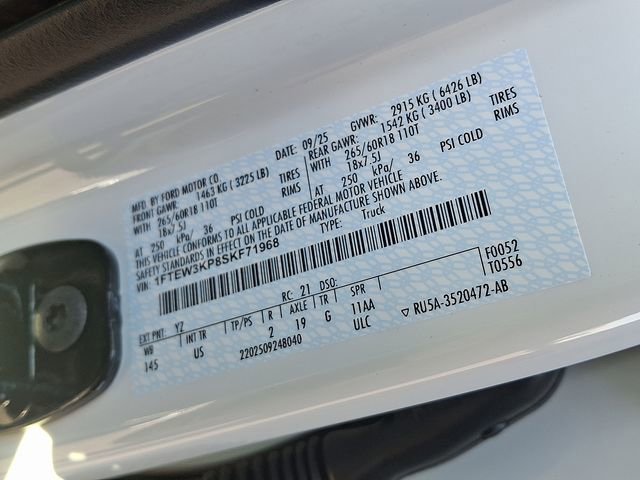 MFD. BY FORD MOTOR CO.
DATE: 09/25 GVWR: 2915 KG ( 6426 LB)
FRONT GAWR: 1463 KG ( 3225 LB) REAR GAWR: 1542 KG ( 3400 LB)
WITH 265/60R18 110T TIRES WITH 265/60R18 110T TIRES
18x7.5J RIMS 18x7.5J RIMS
AT 250 kPa/ 36 PSI COLD AT 250 kPa/ 36 PSI COLD
THIS VEHICLE CONFORMS TO ALL APPLICABLE FEDERAL MOTOR VEHICLE
SAFETY STANDARDS IN EFFECT ON THE DATE OF MANUFACTURE SHOWN ABOVE.
VIN: 1FTEW3KP8SKF71968
TYPE: Truck
F0052
T0556
EXT PNT: YZ RC: 21 DSO:
WB INT TR TP/PS R AXLE TR SPR
145 US 2 19 G 11AA
2202509248040 ULC
▽ RU5A-3520472-AB